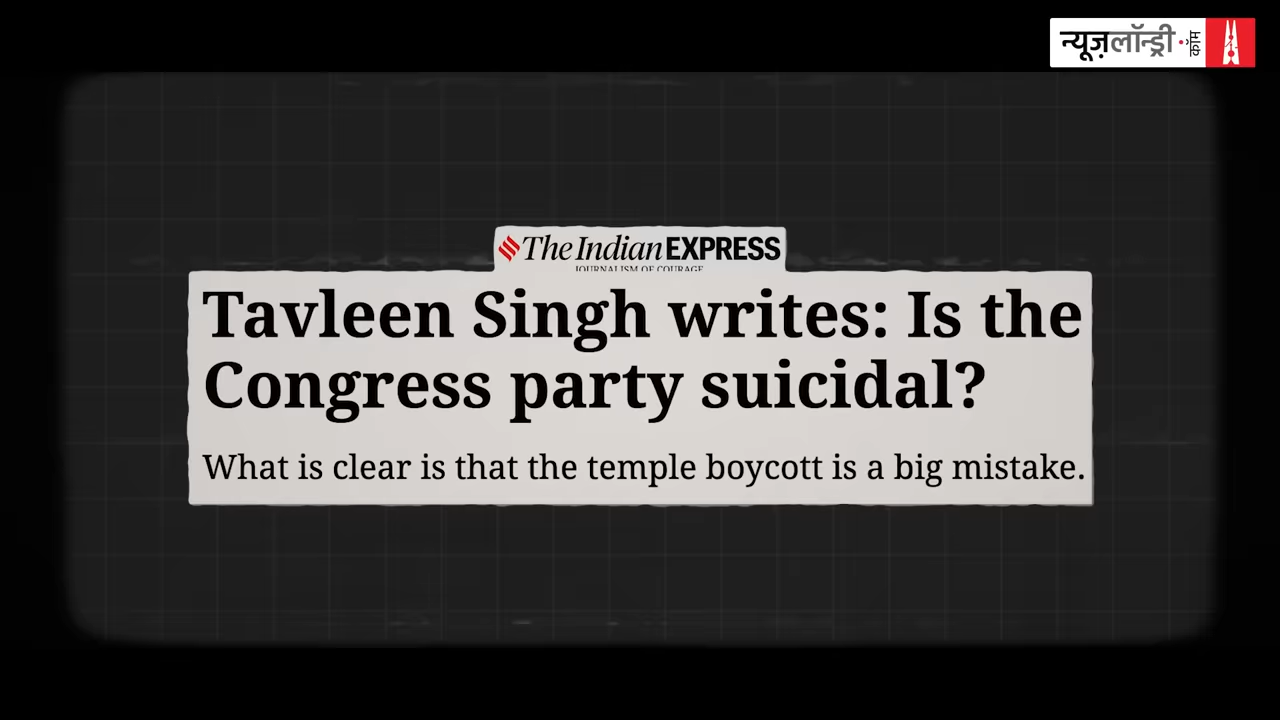 न्यूज़लॉन्ड्री.कॉम
The Indian EXPRESS
JOURNALISM OF COURAGE
Tavleen Singh writes: Is the
Congress party suicidal?
What is clear is that the temple boycott is a big mistake.